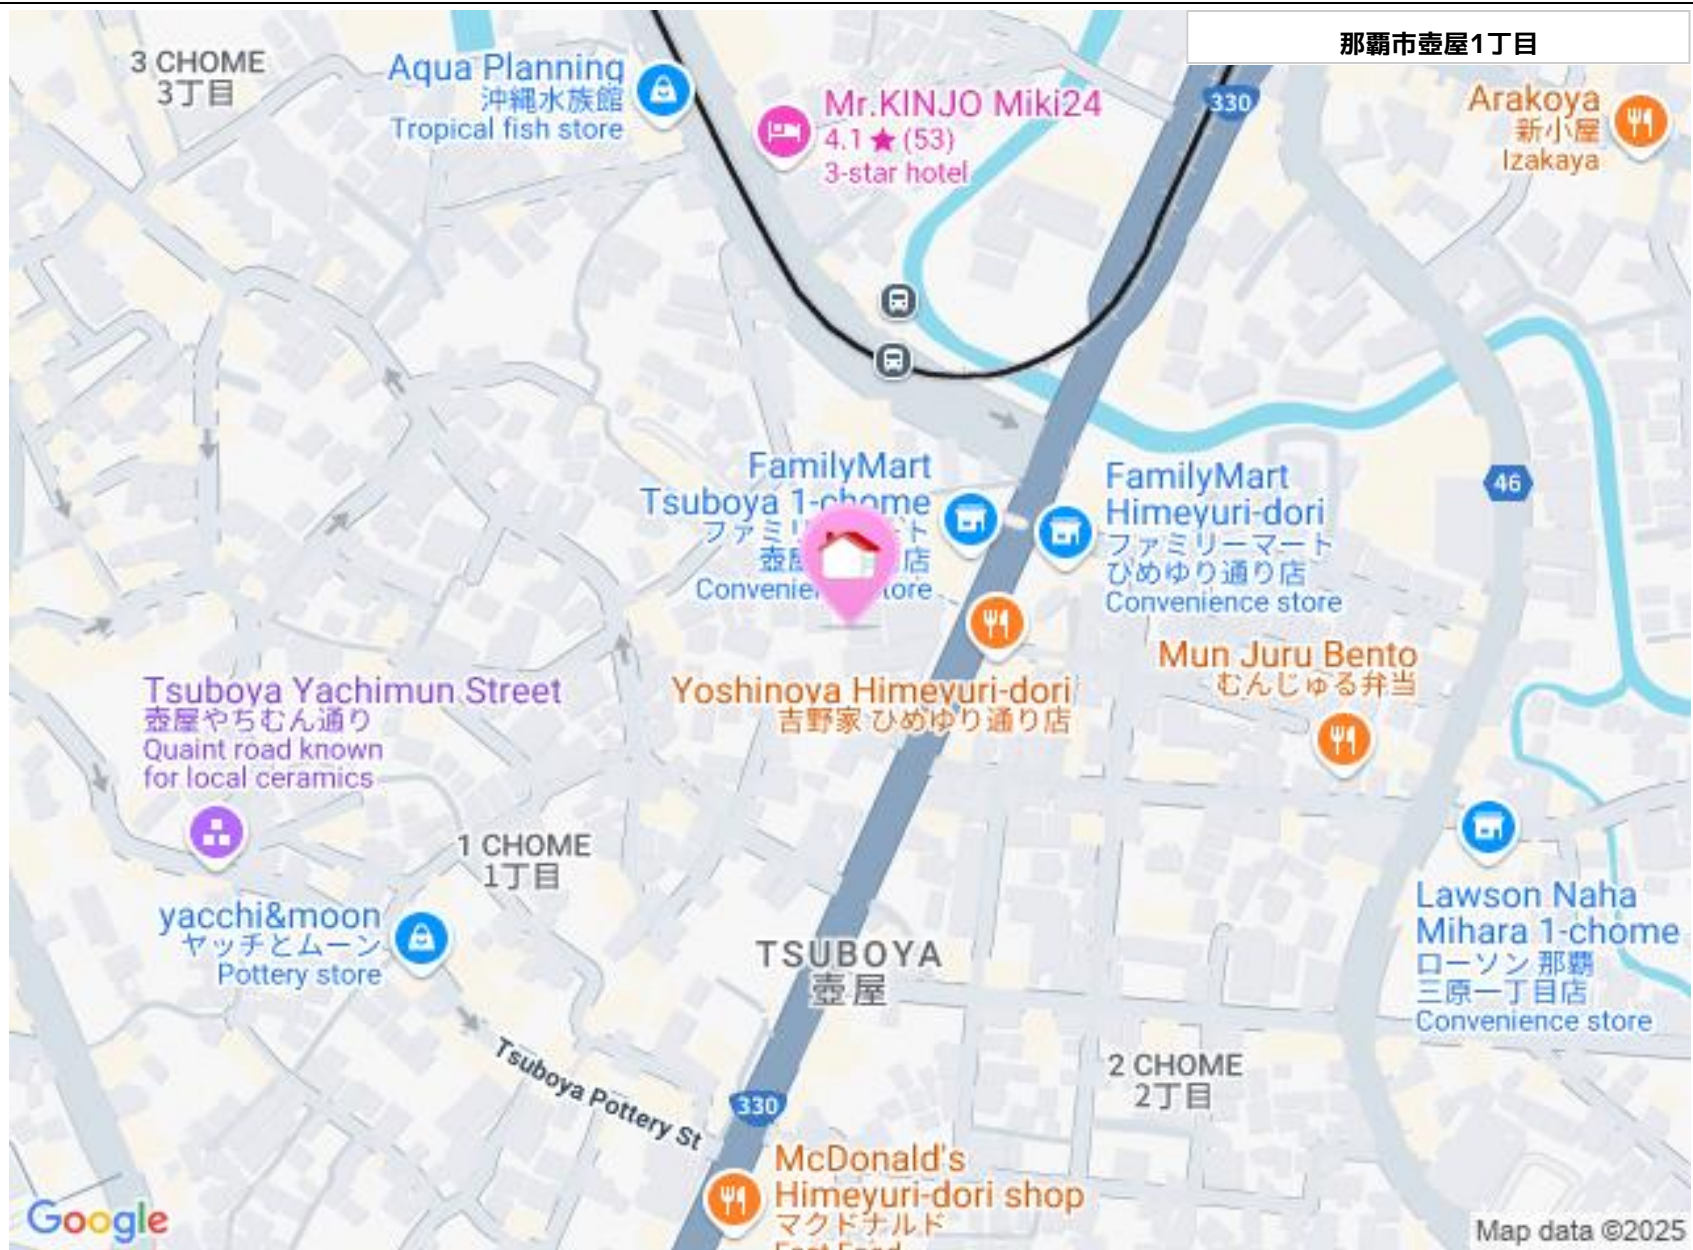 那覇市壺屋1丁目
3 CHOME
3丁目
Aqua Planning
沖縄水族館
Tropical fish store
Mr.KINJO Miki24
4.1 ★ (53)
3-star hotel
330
Arakoya
新小屋
Izakaya
46
FamilyMart
Tsuboya 1-chome
Convenience store
FamilyMart
Himeyuri-dori
ファミリーマート
ひめゆり通り店
Convenience store
Mun Juru Bento
むんじゅる弁当
Tsuboya Yachimun Street
壺屋やちむん通り
Quaint road known
for local ceramics
Yoshinoya Himeyuri-dori
吉野家 ひめゆり通り店
1 CHOME
1丁目
yacchi&moon
ヤッチとムーン
Pottery store
TSUBOYA
壺屋
Lawson Naha
Mihara 1-chome
ローソン 那覇
三原一丁目店
Convenience store
Tsuboya Pottery St
2 CHOME
2丁目
330
McDonald's
Himeyuri-dori shop
マクドナルド
Google
Map data ©2025